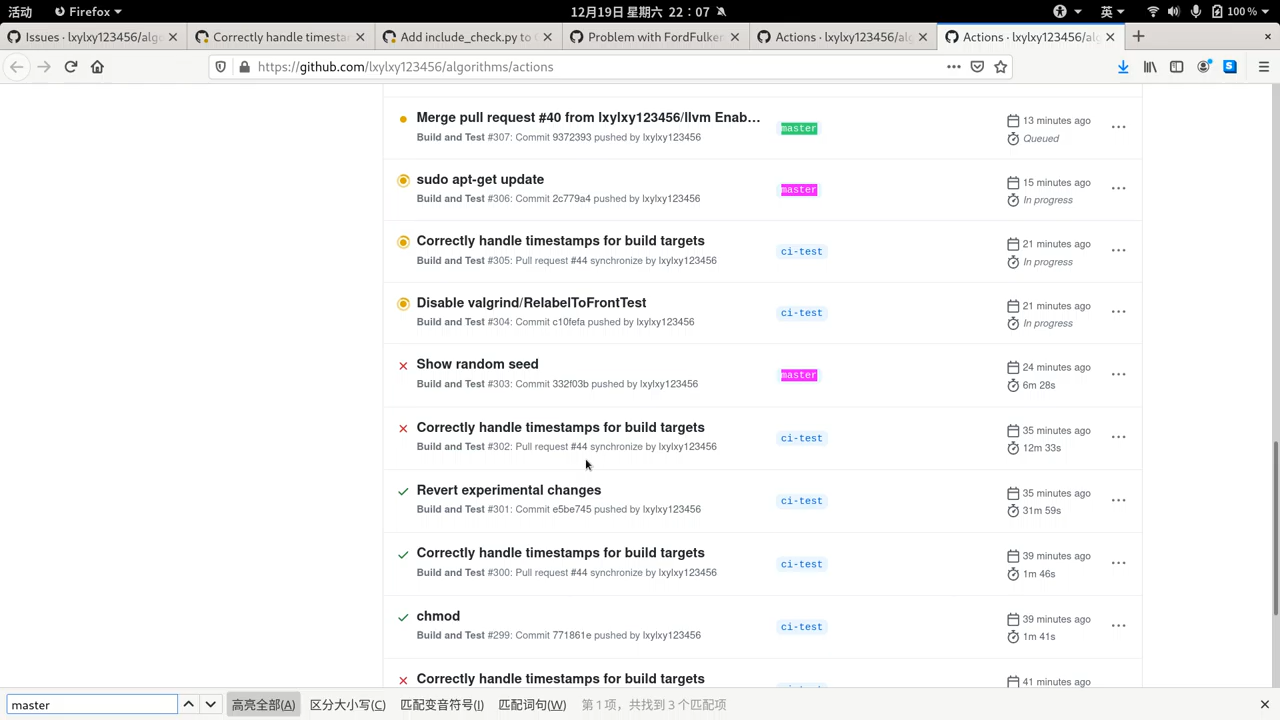 活动 Firefox 12月19日 星期六 22：07 英 100 %
Issues · lxylxy123456/algo Correctly handle timesta Add include_check.py to C Problem with FordFulker Actions · lxylxy123456/al Actions · lxylxy123456/al
https://github.com/lxylxy123456/algorithms/actions
Merge pull request #40 from lxylxy123456/llvm Enab… master 13 minutes ago
Build and Test #307: Commit 9372393 pushed by lxylxy123456 Queued
sudo apt-get update master 15 minutes ago
Build and Test #306: Commit 2c779a4 pushed by lxylxy123456 In progress
Correctly handle timestamps for build targets ci-test 21 minutes ago
Build and Test #305: Pull request #44 synchronize by lxylxy123456 In progress
Disable valgrind/RelabelToFrontTest ci-test 21 minutes ago
Build and Test #304: Commit c10fefa pushed by lxylxy123456 In progress
Show random seed master 24 minutes ago
Build and Test #303: Commit 332f03b pushed by lxylxy123456 6m 28s
Correctly handle timestamps for build targets ci-test 35 minutes ago
Build and Test #302: Pull request #44 synchronize by lxylxy123456 12m 33s
Revert experimental changes ci-test 35 minutes ago
Build and Test #301: Commit e5be745 pushed by lxylxy123456 31m 59s
Correctly handle timestamps for build targets ci-test 39 minutes ago
Build and Test #300: Pull request #44 synchronize by lxylxy123456 1m 46s
chmod ci-test 39 minutes ago
Build and Test #299: Commit 771861e pushed by lxylxy123456 1m 41s
Correctly handle timestamps for build targets 41 minutes ago
master 高亮全部(A) 区分大小写(C) 匹配变音符号(I) 匹配词句(W) 第 1 项，共找到 3 个匹配项